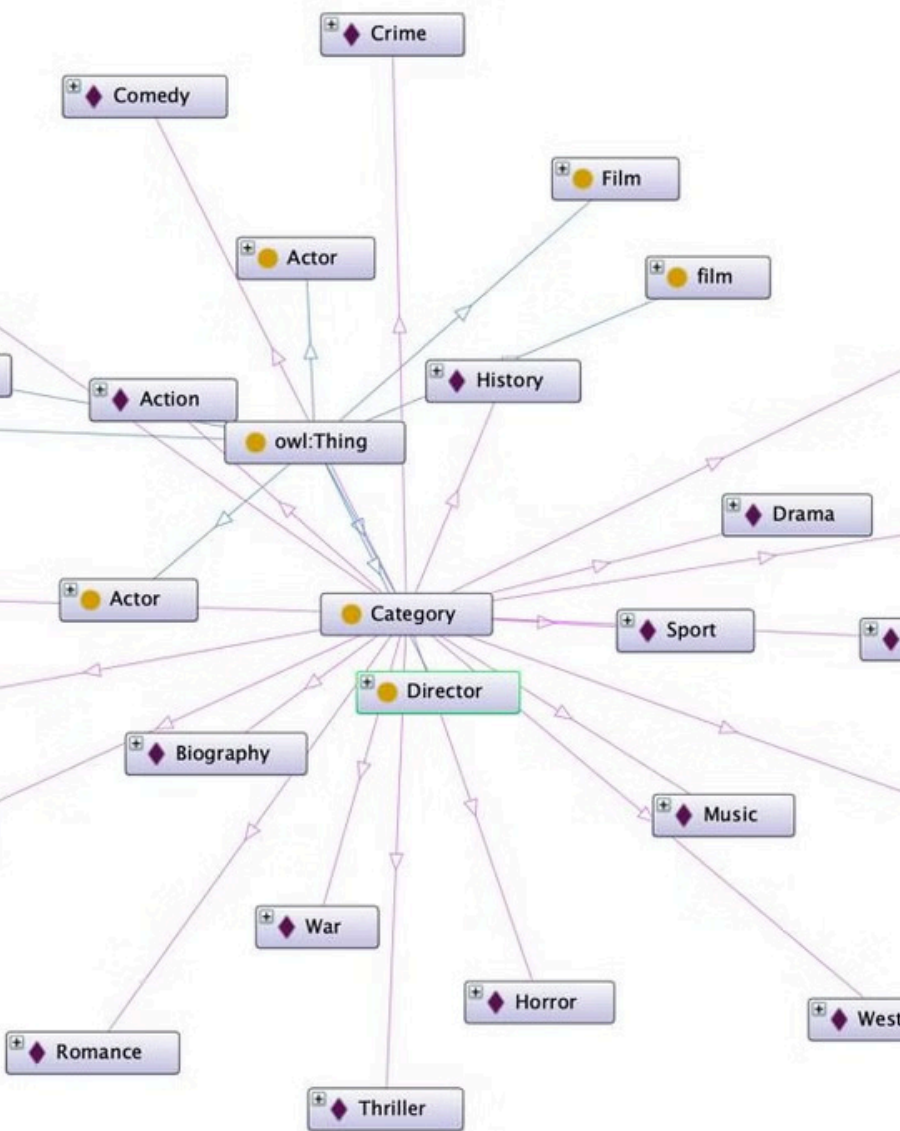 Crime
Comedy
Film
Actor
film
History
Action
owl:Thing
Drama
Actor
Category
Sport
Director
Biography
Music
War
Horror
West
Romance
Thriller